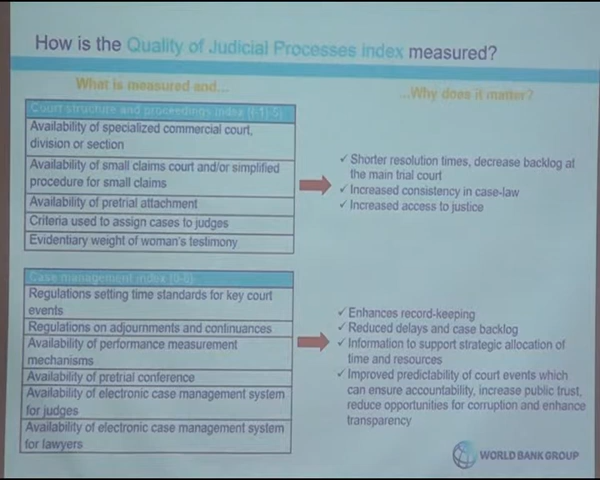 How is the Quality of Judicial Processes index measured?
What is measured and...
...Why does it matter?
Court structure and proceedings index (-1)-5)
Availability of specialized commercial court,
division or section
Availability of small claims court and/or simplified
procedure for small claims
Availability of pretrial attachment
Criteria used to assign cases to judges
Evidentiary weight of woman's testimony
✓ Shorter resolution times, decrease backlog at
the main trial court
✓ Increased consistency in case-law
✓ Increased access to justice
Case management index (0-6)
Regulations setting time standards for key court
events
Regulations on adjournments and continuances
Availability of performance measurement
mechanisms
Availability of pretrial conference
Availability of electronic case management system
for judges
Availability of electronic case management system
for lawyers
✓ Enhances record-keeping
✓ Reduced delays and case backlog
✓ Information to support strategic allocation of
time and resources
✓ Improved predictability of court events which
can ensure accountability, increase public trust,
reduce opportunities for corruption and enhance
transparency
WORLD BANK GROUP